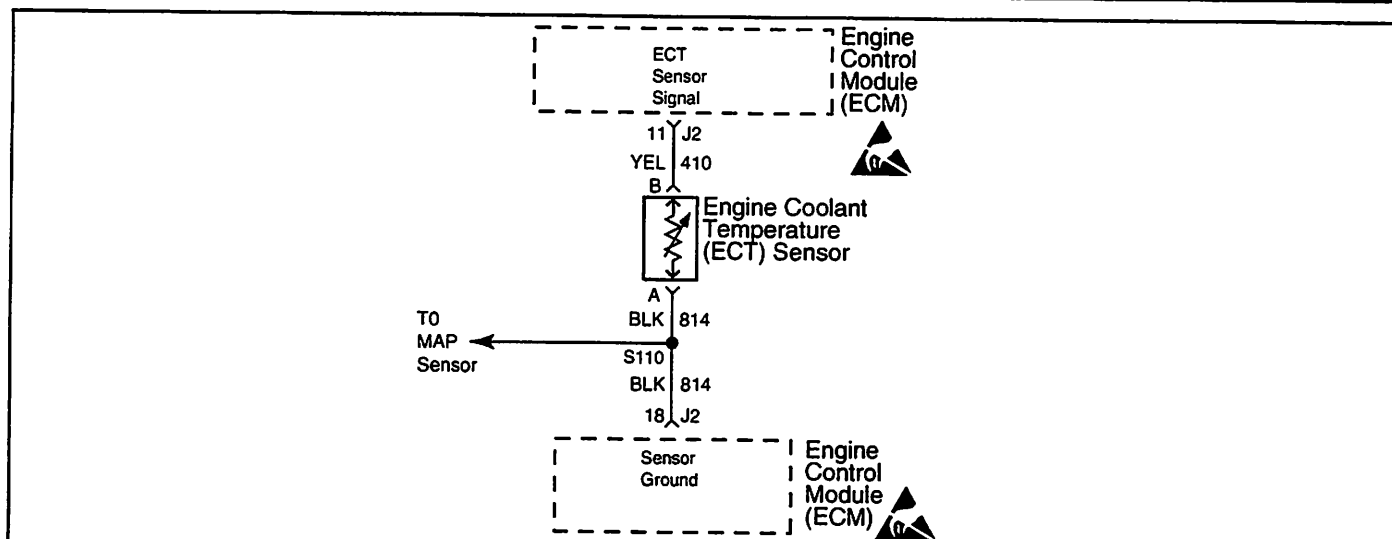 ECT
Sensor
Signal
Engine
Control
Module
(ECM)
11 J2
YEL 410
B
Engine Coolant
Temperature
(ECT) Sensor
A
BLK 814
T0
MAP
Sensor
S110
BLK 814
18 J2
Sensor
Ground
Engine
Control
Module
(ECM)